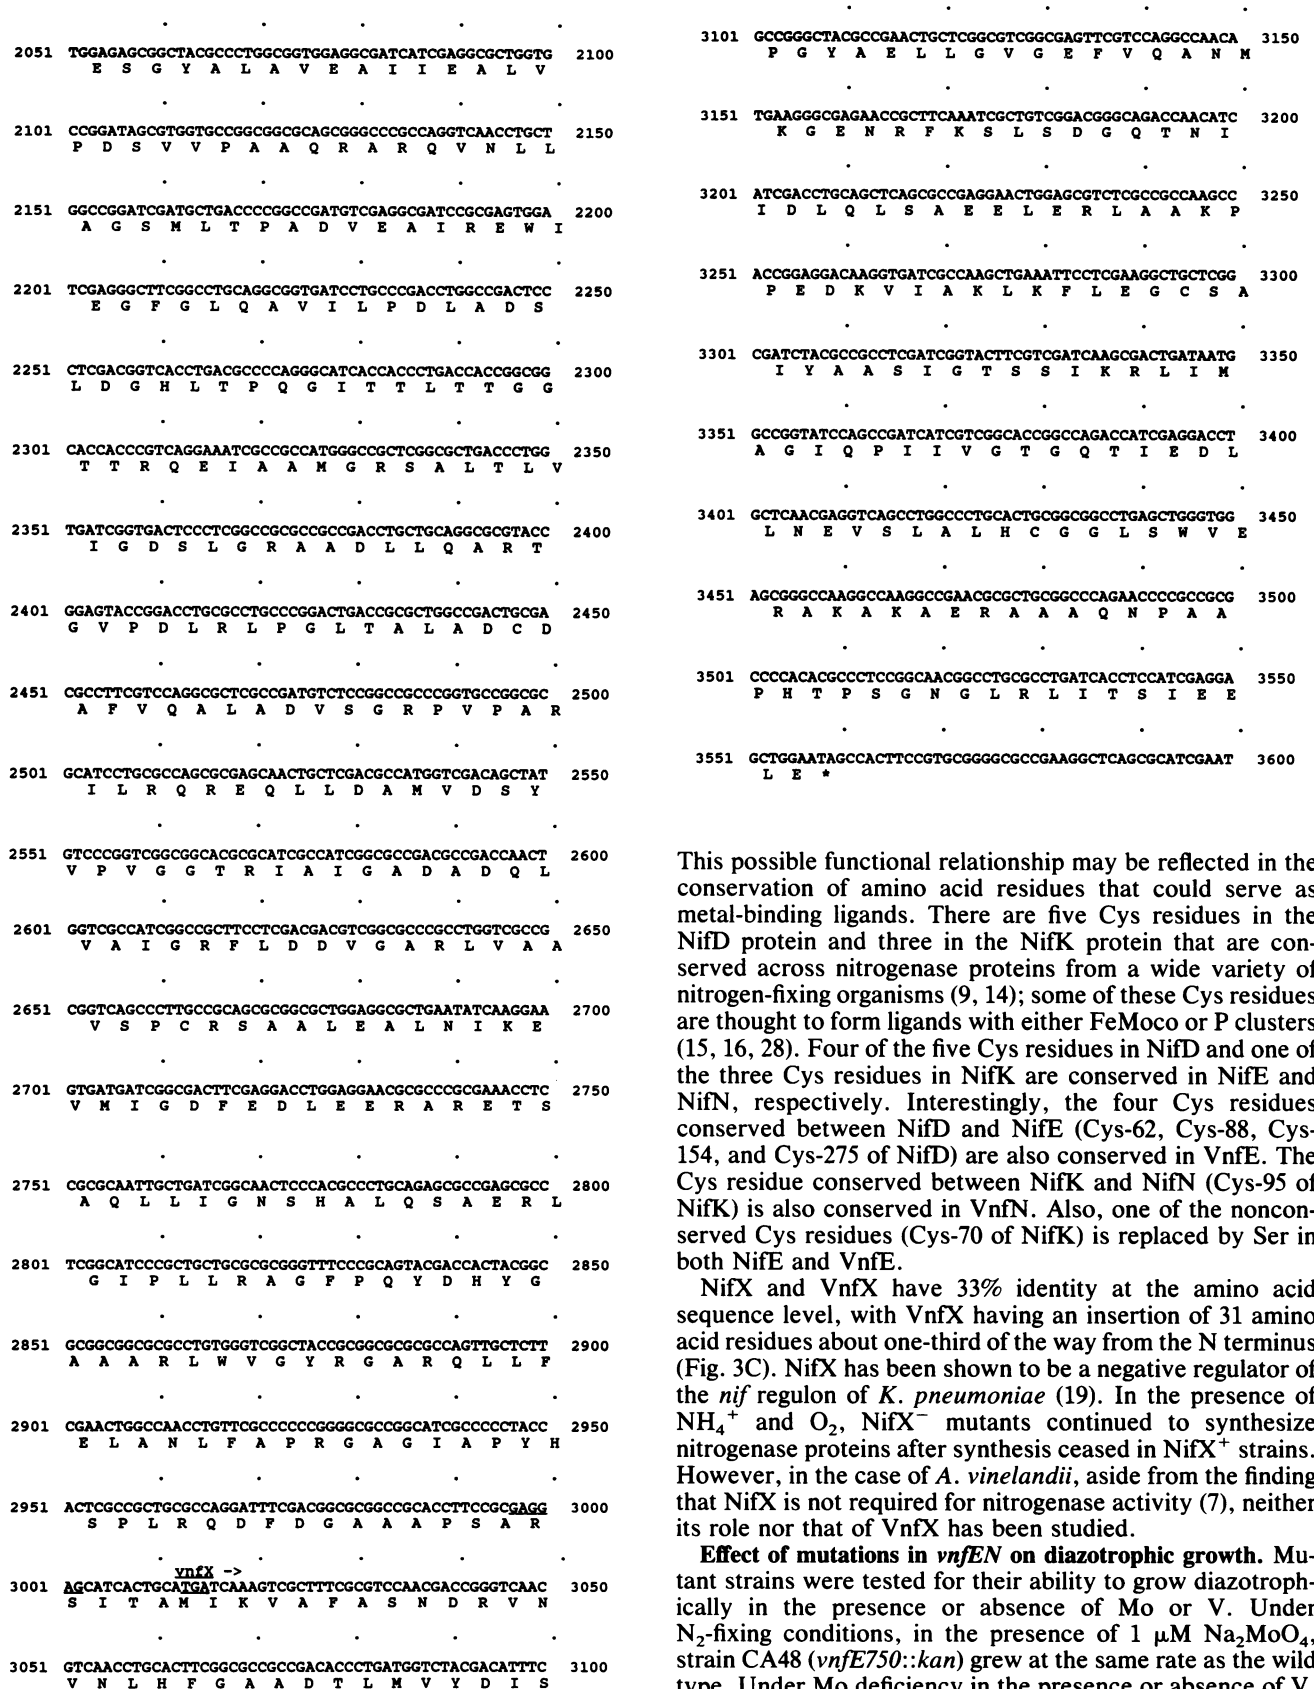 2051 TGGAGAGCGGCTACGCCCTGGCGGTGGAGGCGATCATCGAGGCGCTGGTG 2100
E S G Y A L A V E A I I E A L V
2101 CCGGATAGCGTGGTGCCGGCGGCGCAGCGGGCCCGCCAGGTCAACCTGCT 2150
P D S V V P A A Q R A R Q V N L L
2151 GGCCGGATCGATGCTGACCCCGGCCGATGTCGAGGCGATCCGCGAGTGGA 2200
A G S M L T P A D V E A I R E W I
2201 TCGAGGGCTTCGGCCTGCAGGCGGTGATCCTGCCCGACCTGGCCGACTCC 2250
E G F G L Q A V I L P D L A D S
2251 CTCGACGGTCACCTGACGCCCCAGGGCATCACCACCCTGACCACCGGCGG 2300
L D G H L T P Q G I T T L T T G G
2301 CACCACCCGTCAGGAAATCGCCGCCATGGGCCGCTCGGCGCTGACCCTGG 2350
T T R Q E I A A M G R S A L T L V
2351 TGATCGGTGACTCCCTCGGCCGCGCCGCCGACCTGCTGCAGGCGCGTACC 2400
I G D S L G R A A D L L Q A R T
2401 GGAGTACCGGACCTGCGCCTGCCCGGACTGACCGCGCTGGCCGACTGCGA 2450
G V P D L R L P G L T A L A D C D
2451 CGCCTTCGTCCAGGCGCTCGCCGATGTCTCCGGCCGCCCGGTGCCGGCGC 2500
A F V Q A L A D V S G R P V P A R
2501 GCATCCTGCGCCAGCGCGAGCAACTGCTCGACGCCATGGTCGACAGCTAT 2550
I L R Q R E Q L L D A M V D S Y
2551 GTCCCGGTCGGCGGCACGCGCATCGCCATCGGCGCCGACGCCGACCAACT 2600
V P V G G T R I A I G A D A D Q L
2601 GGTCGCCATCGGCCGCTTCCTCGACGACGTCGGCGCCCGCCTGGTCGCCG 2650
V A I G R F L D D V G A R L V A A
2651 CGGTCAGCCCTTGCCGCAGCGCGGCGCTGGAGGCGCTGAATATCAAGGAA 2700
V S P C R S A A L E A L N I K E
2701 GTGATGATCGGCGACTTCGAGGACCTGGAGGAACGCGCCCGCGAAACCTC 2750
V M I G D F E D L E E R A R E T S
2751 CGCGCAATTGCTGATCGGCAACTCCCACGCCCTGCAGAGCGCCGAGCGCC 2800
A Q L L I G N S H A L Q S A E R L
2801 TCGGCATCCCGCTGCTGCGCGCGGGTTTCCCGCAGTACGACCACTACGGC 2850
G I P L L R A G F P Q Y D H Y G
2851 GCGGCGGCGCGCCTGTGGGTCGGCTACCGCGGCGCGCGCCAGTTGCTCTT 2900
A A A R L W V G Y R G A R Q L L F
2901 CGAACTGGCCAACCTGTTCGCCCCCCGGGGCGCCGGCATCGCCCCCTACC 2950
E L A N L F A P R G A G I A P Y H
2951 ACTCGCCGCTGCGCCAGGATTTCGACGGCGCGGCCGCACCTTCCGCGAGG 3000
S P L R Q D F D G A A A P S A R
vnfX ->
3001 AGCATCACTGCATGATCAAAGTCGCTTTCGCGTCCAACGACCGGGTCAAC 3050
S I T A M I K V A F A S N D R V N
3051 GTCAACCTGCACTTCGGCGCCGCCGACACCCTGATGGTCTACGACATTTC 3100
V N L H F G A A D T L M V Y D I S
3101 GCCGGGCTACGCCGAACTGCTCGGCGTCGGCGAGTTCGTCCAGGCCAACA 3150
P G Y A E L L G V G E F V Q A N M
3151 TGAAGGGCGAGAACCGCTTCAAATCGCTGTCGGACGGGCAGACCAACATC 3200
K G E N R F K S L S D G Q T N I
3201 ATCGACCTGCAGCTCAGCGCCGAGGAACTGGAGCGTCTCGCCGCCAAGCC 3250
I D L Q L S A E E L E R L A A K P
3251 ACCGGAGGACAAGGTGATCGCCAAGCTGAAATTCCTCGAAGGCTGCTCGG 3300
P E D K V I A K L K F L E G C S A
3301 CGATCTACGCCGCCTCGATCGGTACTTCGTCGATCAAGCGACTGATAATG 3350
I Y A A S I G T S S I K R L I M
3351 GCCGGTATCCAGCCGATCATCGTCGGCACCGGCCAGACCATCGAGGACCT 3400
A G I Q P I I V G T G Q T I E D L
3401 GCTCAACGAGGTCAGCCTGGCCCTGCACTGCGGCGGCCTGAGCTGGGTGG 3450
L N E V S L A L H C G G L S W V E
3451 AGCGGGCCAAGGCCAAGGCCGAACGCGCTGCGGCCCAGAACCCCGCCGCG 3500
R A K A K A E R A A A Q N P A A
3501 CCCCACACGCCCTCCGGCAACGGCCTGCGCCTGATCACCTCCATCGAGGA 3550
P H T P S G N G L R L I T S I E E
3551 GCTGGAATAGCCACTTCCGTGCGGGGCGCCGAAGGCTCAGCGCATCGAAT 3600
L E *
This possible functional relationship may be reflected in the
conservation of amino acid residues that could serve as
metal-binding ligands. There are five Cys residues in the
NifD protein and three in the NifK protein that are con-
served across nitrogenase proteins from a wide variety of
nitrogen-fixing organisms (9, 14); some of these Cys residues
are thought to form ligands with either FeMoco or P clusters
(15, 16, 28). Four of the five Cys residues in NifD and one of
the three Cys residues in NifK are conserved in NifE and
NifN, respectively. Interestingly, the four Cys residues
conserved between NifD and NifE (Cys-62, Cys-88, Cys-
154, and Cys-275 of NifD) are also conserved in VnfE. The
Cys residue conserved between NifK and NifN (Cys-95 of
NifK) is also conserved in VnfN. Also, one of the noncon-
served Cys residues (Cys-70 of NifK) is replaced by Ser in
both NifE and VnfE.
NifX and VnfX have 33% identity at the amino acid
sequence level, with VnfX having an insertion of 31 amino
acid residues about one-third of the way from the N terminus
(Fig. 3C). NifX has been shown to be a negative regulator of
the nif regulon of K. pneumoniae (19). In the presence of
NH₄⁺ and O₂, NifX⁻ mutants continued to synthesize
nitrogenase proteins after synthesis ceased in NifX⁺ strains.
However, in the case of A. vinelandii, aside from the finding
that NifX is not required for nitrogenase activity (7), neither
its role nor that of VnfX has been studied.
Effect of mutations in vnfEN on diazotrophic growth. Mu-
tant strains were tested for their ability to grow diazotroph-
ically in the presence or absence of Mo or V. Under
N₂-fixing conditions, in the presence of 1 μM Na₂MoO₄,
strain CA48 (vnfE750::kan) grew at the same rate as the wild
type. Under Mo deficiency in the presence or absence of V,